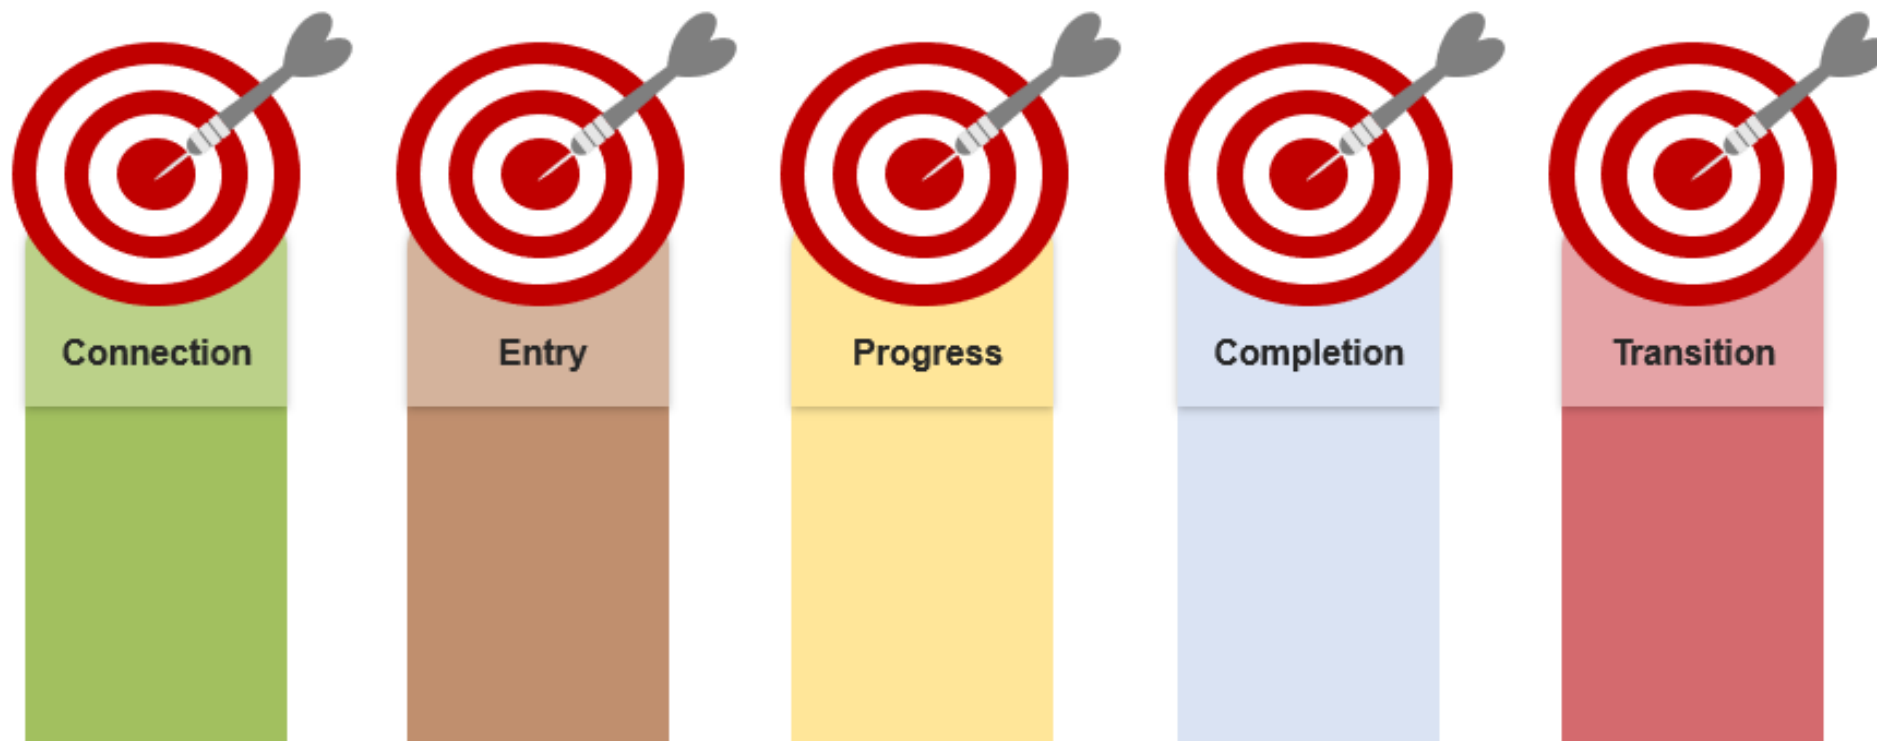 Connection
Entry
Progress
Completion
Transition